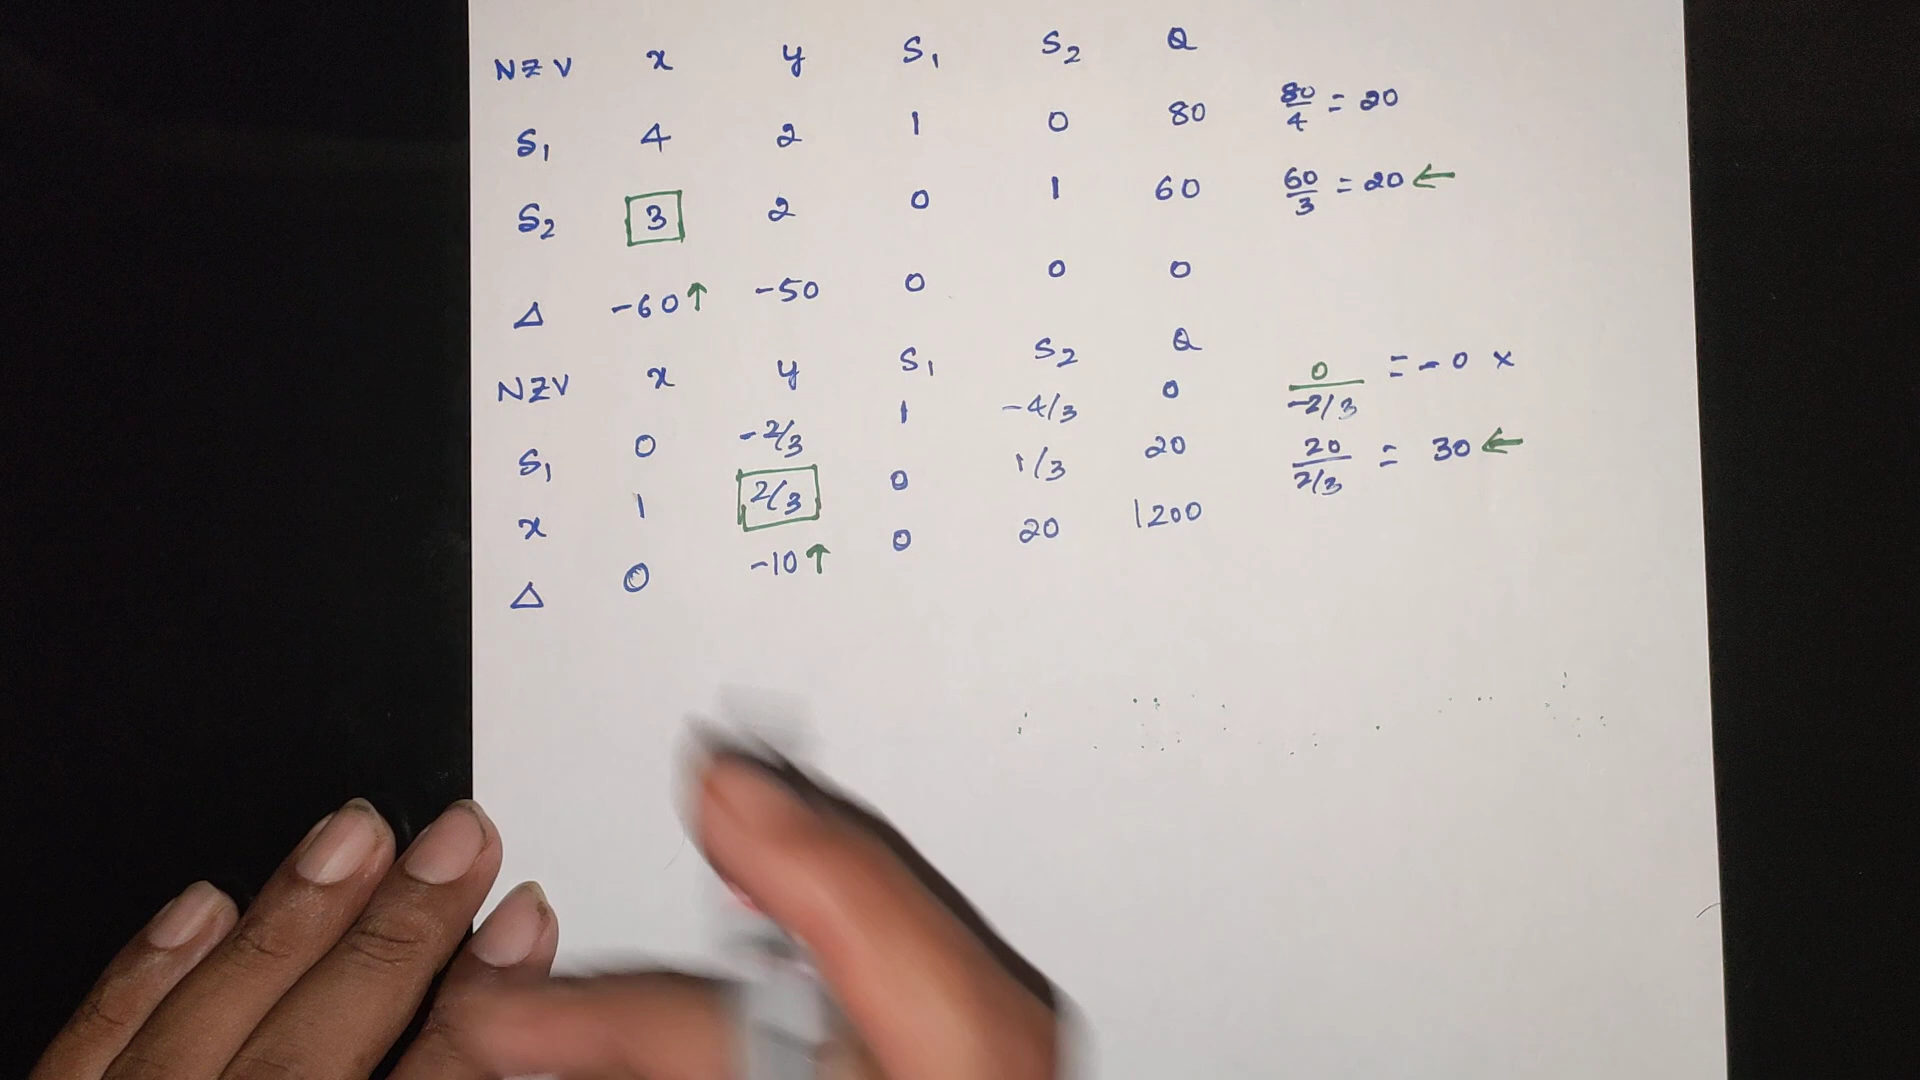 NZV x y S₁ S₂ Q
S₁ 4 2 1 0 80 80/4 = 20
S₂ 3 2 0 1 60 60/3 = 20 ←
Δ -60↑ -50 0 0 0
NZV x y S₁ S₂ Q
S₁ 0 -2/3 1 -4/3 0 0/-2/3 = -0 ×
x 1 2/3 0 1/3 20 20/2/3 = 30 ←
Δ 0 -10↑ 0 20 1200